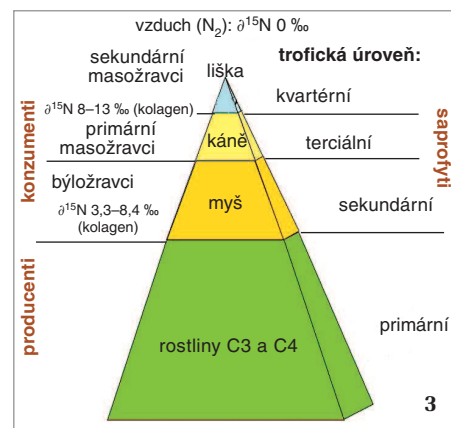 vzduch (N₂): ∂¹⁵N 0 ‰
sekundární
masožravci
liška
trofická úroveň:
∂¹⁵N 8–13 ‰ (kolagen)
kvartérní
konzumenti
primární
masožravci
káně
terciální
saprofyti
býložravci
∂¹⁵N 3,3–8,4 ‰
(kolagen)
myš
sekundární
producenti
rostliny C3 a C4
primární
3